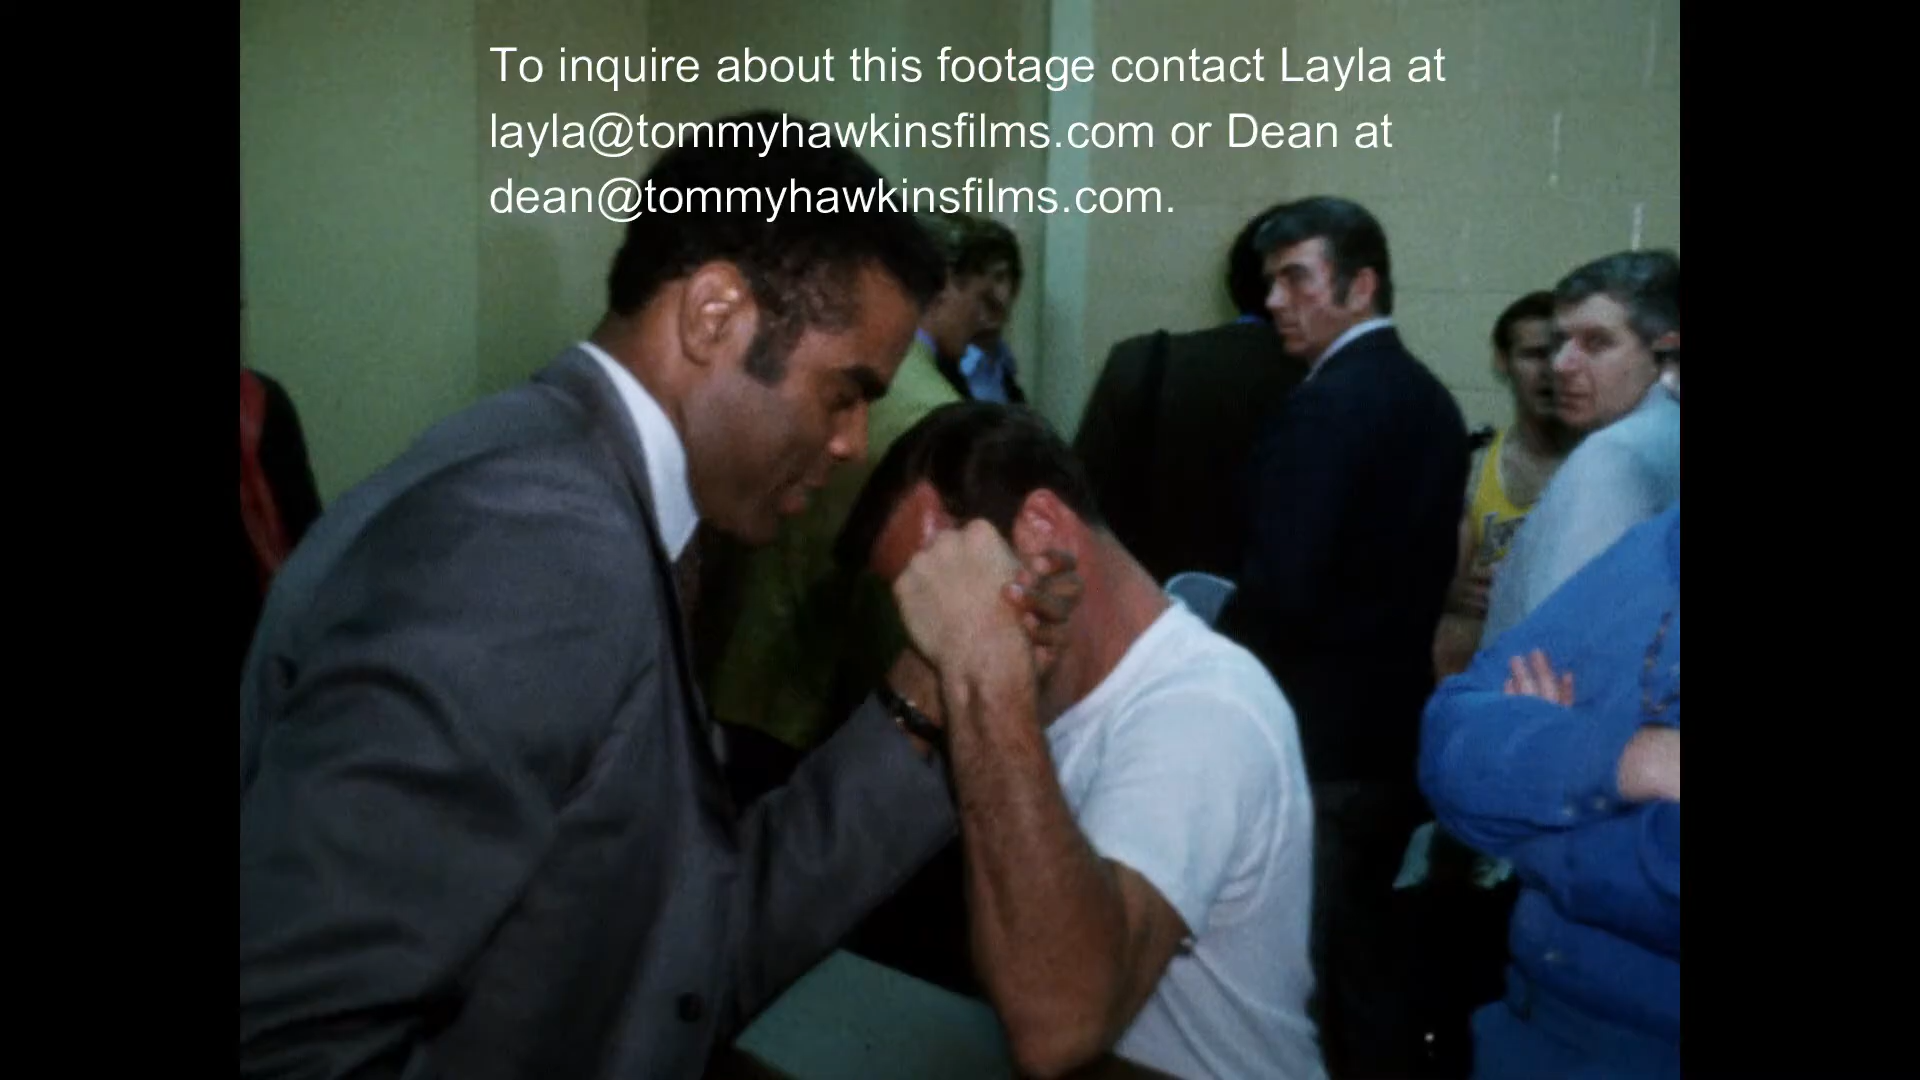 To inquire about this footage contact Layla at
layla@tommyhawkinsfilms.com or Dean at
dean@tommyhawkinsfilms.com.